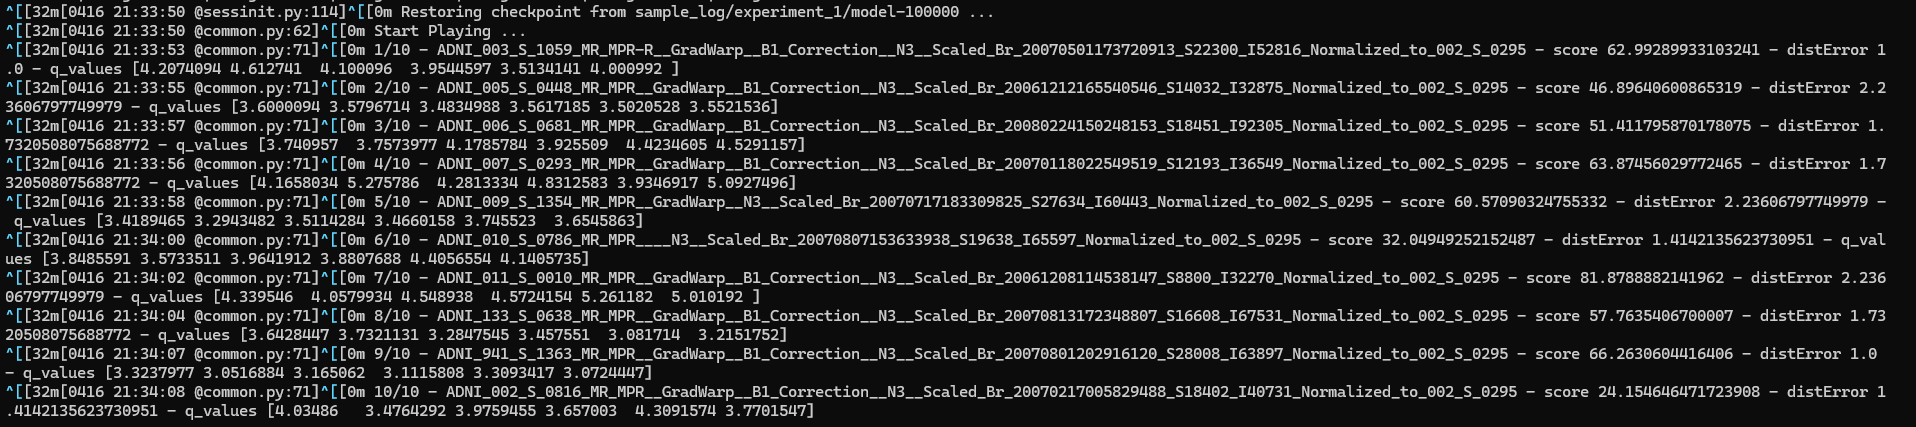 ^[[32m[0416 21:33:50 @sessinit.py:114]^[[0m Restoring checkpoint from sample_log/experiment_1/model-100000 ...
^[[32m[0416 21:33:50 @common.py:62]^[[0m Start Playing ...
^[[32m[0416 21:33:53 @common.py:71]^[[0m 1/10 - ADNI_003_S_1059_MR_MPR-R__GradWarp__B1_Correction__N3__Scaled_Br_20070501173720913_S22300_I52816_Normalized_to_002_S_0295 - score 62.99289933103241 - distError 1
.0 - q_values [4.2074094 4.612741  4.100096  3.9544597 3.5134141 4.000992 ]
^[[32m[0416 21:33:55 @common.py:71]^[[0m 2/10 - ADNI_005_S_0448_MR_MPR__GradWarp__B1_Correction__N3__Scaled_Br_20061212165540546_S14032_I32875_Normalized_to_002_S_0295 - score 46.89640600865319 - distError 2.2
3606797749979 - q_values [3.6000094 3.5796714 3.4834988 3.5617185 3.5020528 3.5521536]
^[[32m[0416 21:33:57 @common.py:71]^[[0m 3/10 - ADNI_006_S_0681_MR_MPR__GradWarp__B1_Correction__N3__Scaled_Br_20080224150248153_S18451_I92305_Normalized_to_002_S_0295 - score 51.411795870178075 - distError 1.
7320508075688772 - q_values [3.740957  3.7573977 4.1785784 3.925509  4.4234605 4.5291157]
^[[32m[0416 21:33:56 @common.py:71]^[[0m 4/10 - ADNI_007_S_0293_MR_MPR__GradWarp__B1_Correction__N3__Scaled_Br_20070118022549519_S12193_I36549_Normalized_to_002_S_0295 - score 63.87456029772465 - distError 1.7
320508075688772 - q_values [4.1658034 5.275786  4.2813334 4.8312583 3.9346917 5.0927496]
^[[32m[0416 21:33:58 @common.py:71]^[[0m 5/10 - ADNI_009_S_1354_MR_MPR__GradWarp__N3__Scaled_Br_20070717183309825_S27634_I60443_Normalized_to_002_S_0295 - score 60.57090324755332 - distError 2.23606797749979 -
 q_values [3.4189465 3.2943482 3.5114284 3.4660158 3.745523  3.6545863]
^[[32m[0416 21:34:00 @common.py:71]^[[0m 6/10 - ADNI_010_S_0786_MR_MPR____N3__Scaled_Br_20070807153633938_S19638_I65597_Normalized_to_002_S_0295 - score 32.04949252152487 - distError 1.4142135623730951 - q_val
ues [3.8485591 3.5733511 3.9641912 3.8807688 4.4056554 4.1405735]
^[[32m[0416 21:34:02 @common.py:71]^[[0m 7/10 - ADNI_011_S_0010_MR_MPR__GradWarp__B1_Correction__N3__Scaled_Br_20061208114538147_S8800_I32270_Normalized_to_002_S_0295 - score 81.8788882141962 - distError 2.236
06797749979 - q_values [4.339546  4.0579934 4.548938  4.5724154 5.261182  5.010192 ]
^[[32m[0416 21:34:04 @common.py:71]^[[0m 8/10 - ADNI_133_S_0638_MR_MPR__GradWarp__B1_Correction__N3__Scaled_Br_20070813172348807_S16608_I67531_Normalized_to_002_S_0295 - score 57.7635406700007 - distError 1.73
20508075688772 - q_values [3.6428447 3.7321131 3.2847545 3.457551  3.081714  3.2151752]
^[[32m[0416 21:34:07 @common.py:71]^[[0m 9/10 - ADNI_941_S_1363_MR_MPR__GradWarp__B1_Correction__N3__Scaled_Br_20070801202916120_S28008_I63897_Normalized_to_002_S_0295 - score 66.2630604416406 - distError 1.0
- q_values [3.3237977 3.0516884 3.165062  3.1115808 3.3093417 3.0724447]
^[[32m[0416 21:34:08 @common.py:71]^[[0m 10/10 - ADNI_002_S_0816_MR_MPR__GradWarp__B1_Correction__N3__Scaled_Br_20070217005829488_S18402_I40731_Normalized_to_002_S_0295 - score 24.154646471723908 - distError 1
.4142135623730951 - q_values [4.03486   3.4764292 3.9759455 3.657003  4.3091574 3.7701547]